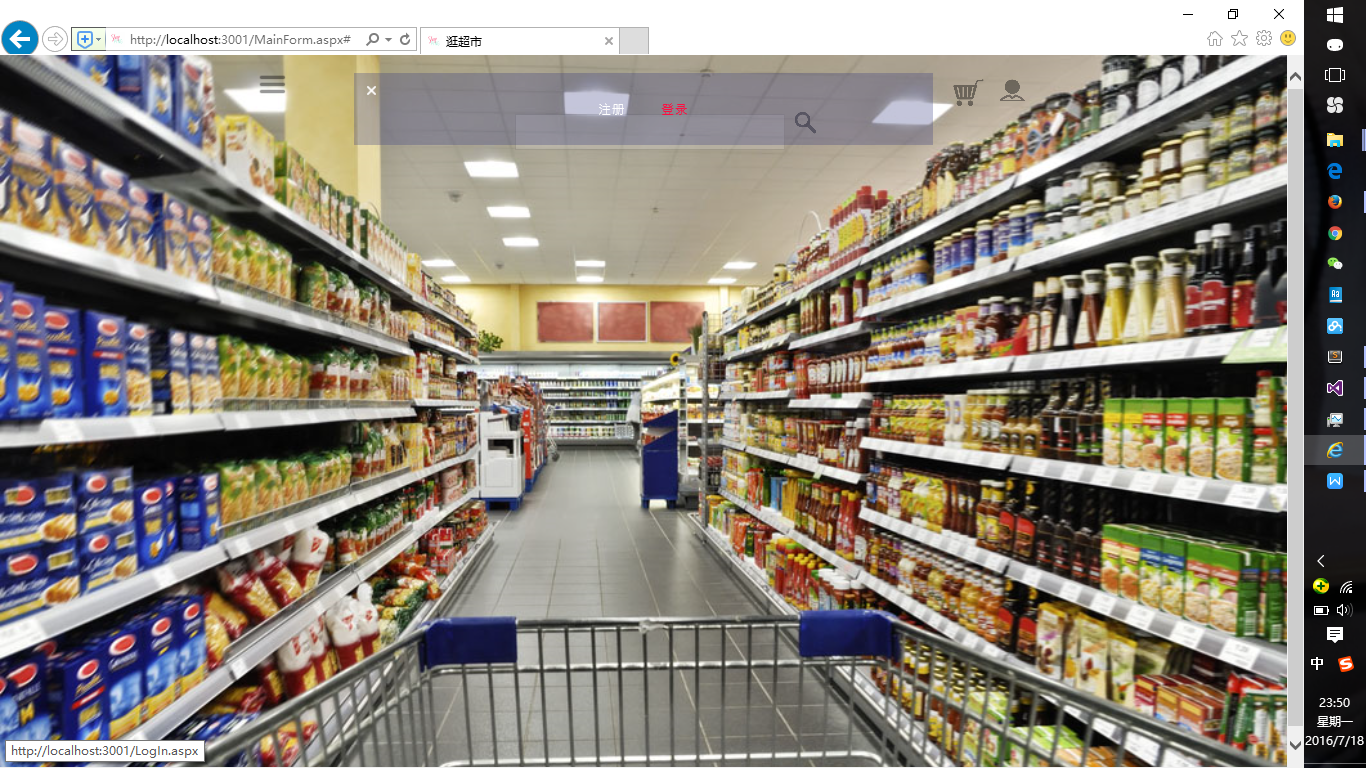 http://localhost:3001/MainForm.aspx#
逛超市
注册
登录
http://localhost:3001/LogIn.aspx
中
23:50
星期一
2016/7/18